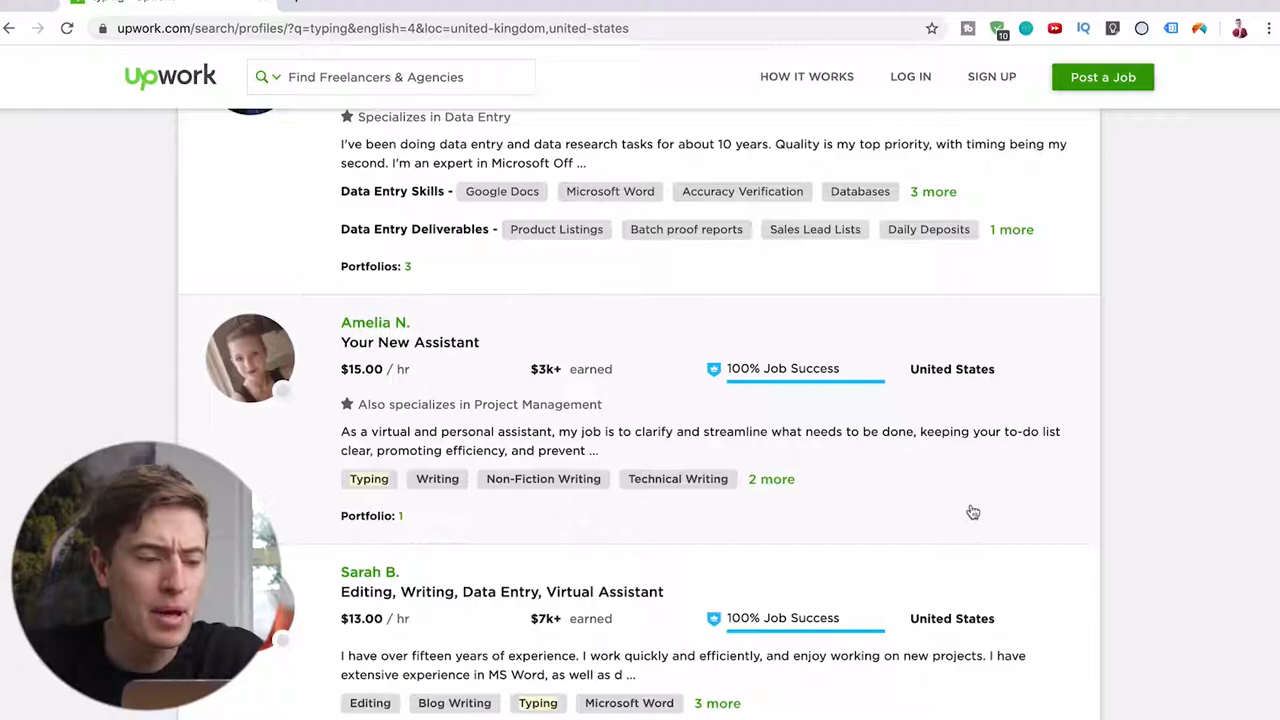 upwork.com/search/profiles/?q=typing&english=4&loc=united-kingdom,united-states
10
upwork
Find Freelancers & Agencies
HOW IT WORKS
LOG IN
SIGN UP
Post a Job
Specializes in Data Entry
I've been doing data entry and data research tasks for about 10 years. Quality is my top priority, with timing being my
second. I'm an expert in Microsoft Off ...
Data Entry Skills - Google Docs Microsoft Word Accuracy Verification Databases 3 more
Data Entry Deliverables - Product Listings Batch proof reports Sales Lead Lists Daily Deposits 1 more
Portfolios: 3
Amelia N.
Your New Assistant
$15.00 / hr $3k+ earned 100% Job Success United States
Also specializes in Project Management
As a virtual and personal assistant, my job is to clarify and streamline what needs to be done, keeping your to-do list
clear, promoting efficiency, and prevent ...
Typing Writing Non-Fiction Writing Technical Writing 2 more
Portfolio: 1
Sarah B.
Editing, Writing, Data Entry, Virtual Assistant
$13.00 / hr $7k+ earned 100% Job Success United States
I have over fifteen years of experience. I work quickly and efficiently, and enjoy working on new projects. I have
extensive experience in MS Word, as well as d ...
Editing Blog Writing Typing Microsoft Word 3 more